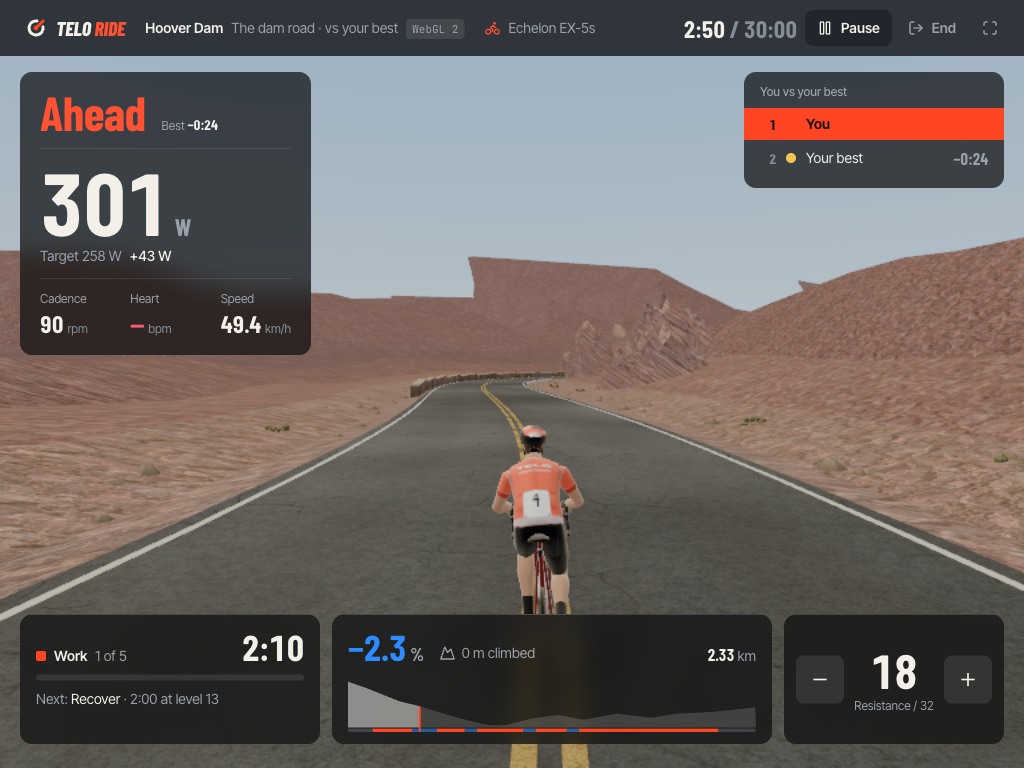 TELO RIDE
Hoover Dam The dam road · vs your best WebGL 2 Echelon EX-5s
2:50 / 30:00 Pause End
Ahead Best −0:24
301 W
Target 258 W +43 W
Cadence Heart Speed
90 rpm – bpm 49.4 km/h
You vs your best
1 You
2 Your best −0:24
TELO
Work 1 of 5 2:10
Next: Recover · 2:00 at level 13
−2.3 % 0 m climbed 2.33 km
− 18 +
Resistance / 32